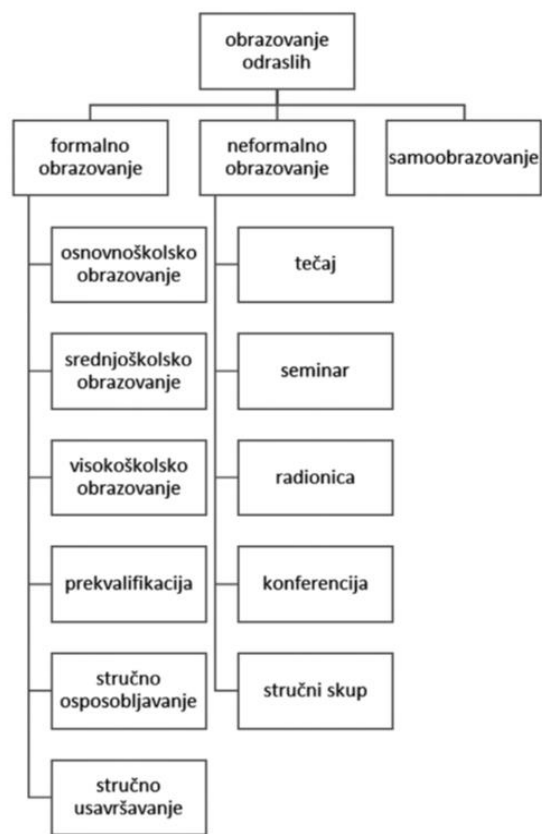 obrazovanje
odraslih
formalno
obrazovanje
neformalno
obrazovanje
samoobrazovanje
osnovnoškolsko
obrazovanje
srednjoškolsko
obrazovanje
visokoškolsko
obrazovanje
prekvalifikacija
stručno
osposobljavanje
stručno
usavršavanje
tečaj
seminar
radionica
konferencija
stručni skup